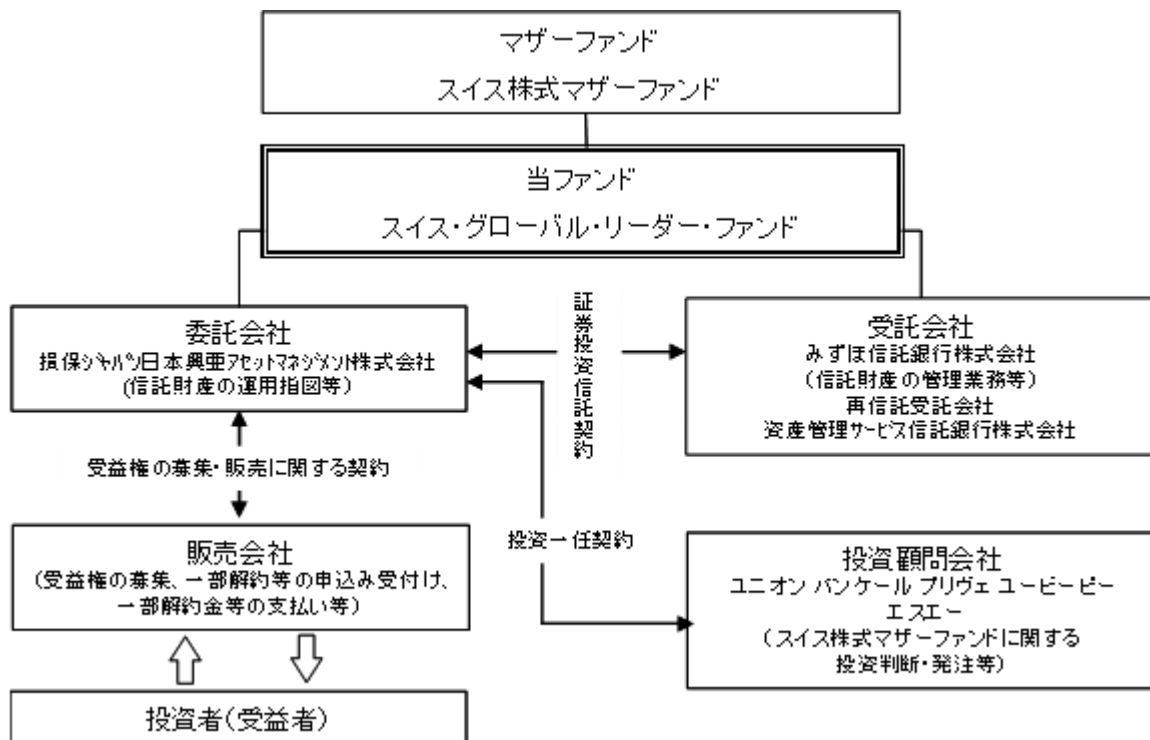 マザーファンド
スイス株式マザーファンド
当ファンド
スイス・グローバル・リーダー・ファンド
委託会社
損保ジャパン日本興亜アセットマネジメント株式会社
(信託財産の運用指図等)
証券投資信託契約
受託会社
みずほ信託銀行株式会社
(信託財産の管理業務等)
再信託受託会社
資産管理サービス信託銀行株式会社
受益権の募集・販売に関する契約
投資一任契約
販売会社
(受益権の募集、一部解約等の申込み受付け、
一部解約金等の支払い等)
投資顧問会社
ユニオン バンケール プリヴェ ユービーピー
エスエー
(スイス株式マザーファンドに関する
投資判断・発注等)
投資者(受益者)